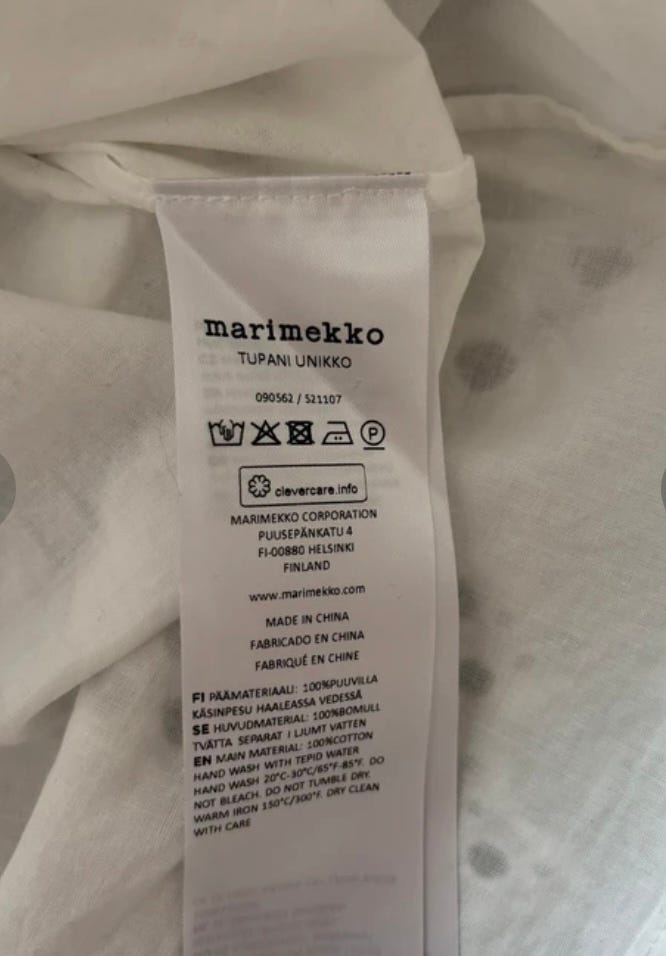 marimekko
TUPANI UNIKKO
090562 / 521107
P
clevercare.info
MARIMEKKO CORPORATION
PUUSEPÄNKATU 4
FI-00880 HELSINKI
FINLAND
www.marimekko.com
MADE IN CHINA
FABRICADO EN CHINA
FABRIQUÉ EN CHINE
FI PÄÄMATERIAALI: 100%PUUVILLA
KÄSINPESU HAALEASSA VEDESSÄ
SE HUVUDMATERIAL: 100%BOMULL
TVÄTTA SEPARAT I LJUMT VATTEN
EN MAIN MATERIAL: 100%COTTON
HAND WASH WITH TEPID WATER
HAND WASH 20°C-30°C/65°F-85°F. DO
NOT BLEACH. DO NOT TUMBLE DRY.
WARM IRON 150°C/300°F. DRY CLEAN
WITH CARE